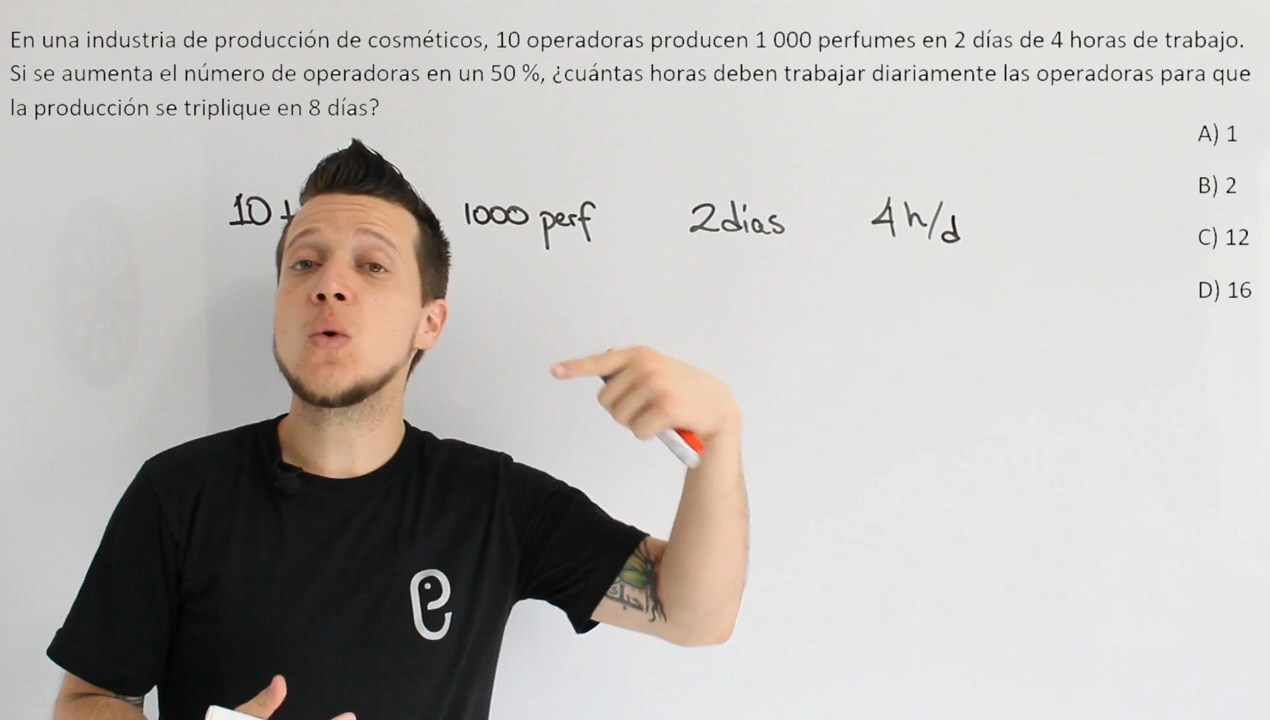 En una industria de producción de cosméticos, 10 operadoras producen 1 000 perfumes en 2 días de 4 horas de trabajo.
Si se aumenta el número de operadoras en un 50 %, ¿cuántas horas deben trabajar diariamente las operadoras para que
la producción se triplique en 8 días?
A) 1
B) 2
C) 12
D) 16
10 1000 perf 2dias 4h/d
e